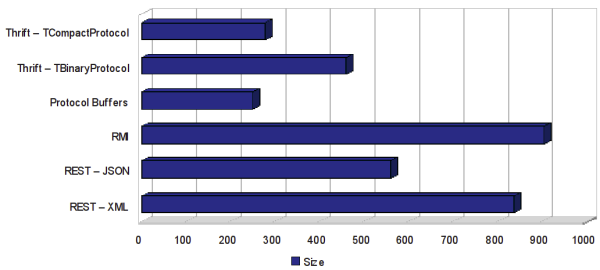 Thrift – TCompactProtocol
Thrift – TBinaryProtocol
Protocol Buffers
RMI
REST – JSON
REST – XML
0 100 200 300 400 500 600 700 800 900 1000
Size